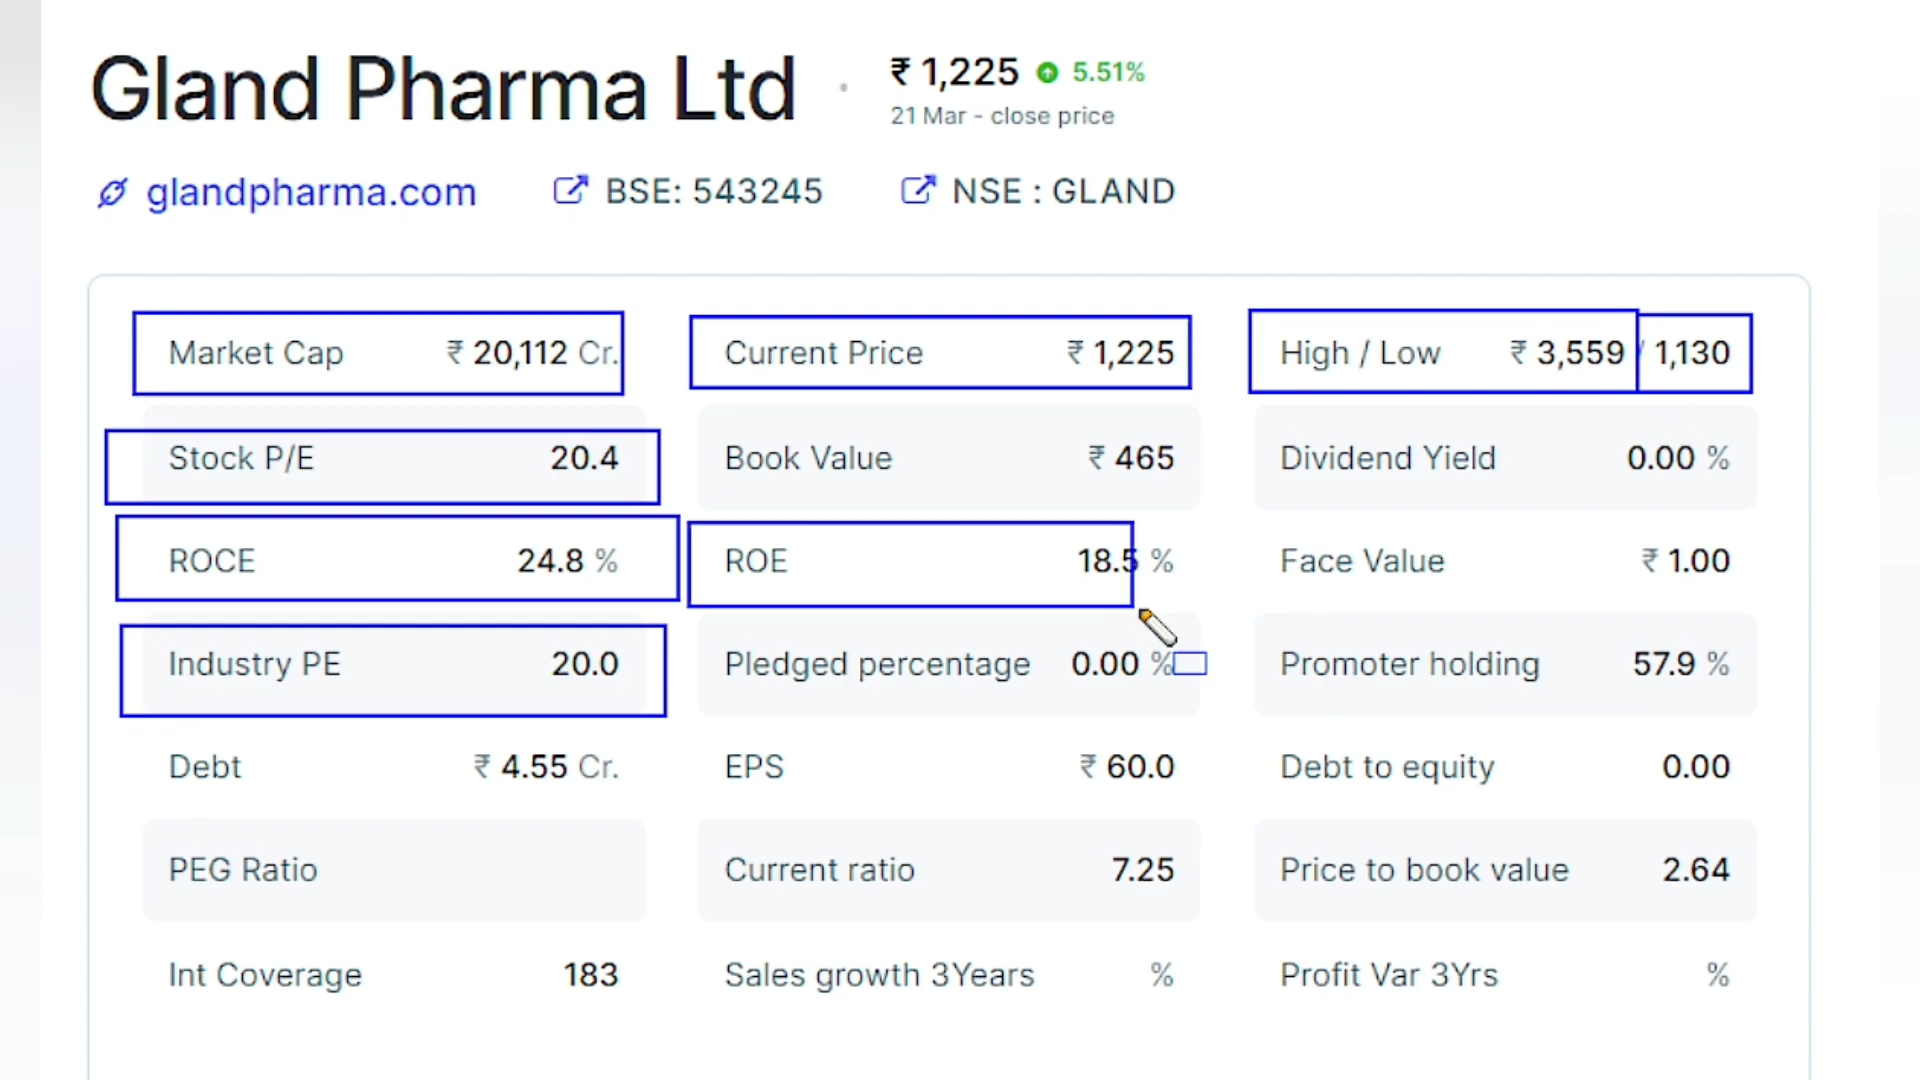 Gland Pharma Ltd · ₹ 1,225 5.51%
21 Mar - close price
glandpharma.com BSE: 543245 NSE : GLAND
Market Cap ₹ 20,112 Cr. Current Price ₹ 1,225 High / Low ₹ 3,559 / 1,130
Stock P/E 20.4 Book Value ₹ 465 Dividend Yield 0.00 %
ROCE 24.8 % ROE 18.5 % Face Value ₹ 1.00
Industry PE 20.0 Pledged percentage 0.00 % Promoter holding 57.9 %
Debt ₹ 4.55 Cr. EPS ₹ 60.0 Debt to equity 0.00
PEG Ratio Current ratio 7.25 Price to book value 2.64
Int Coverage 183 Sales growth 3Years % Profit Var 3Yrs %